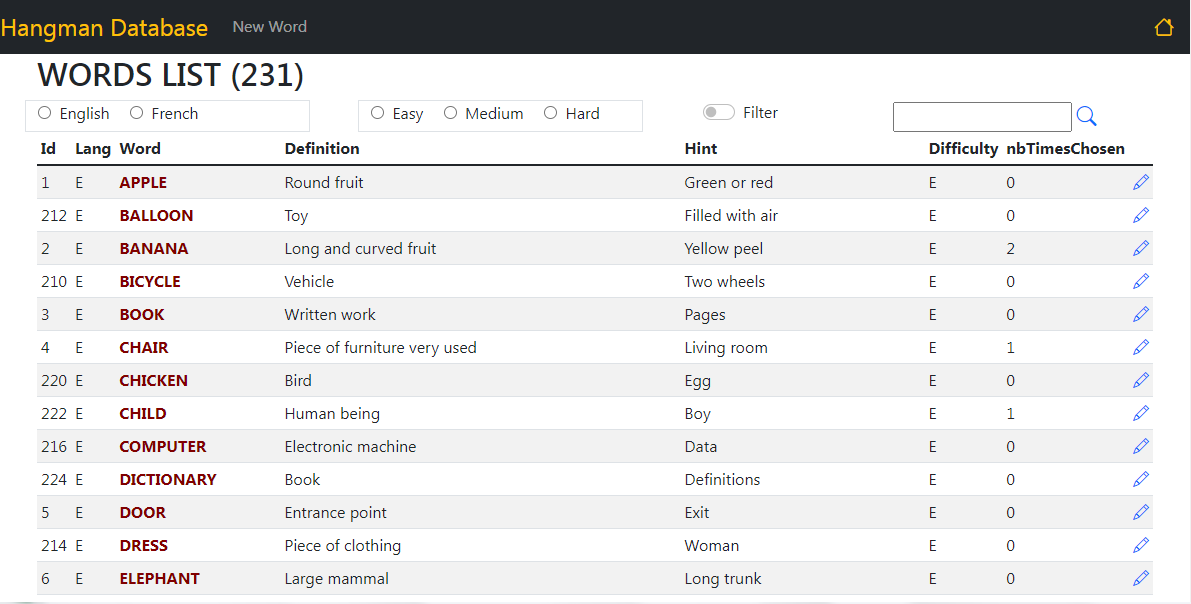 Hangman Database New Word
WORDS LIST (231)
English French Easy Medium Hard Filter
Id Lang Word Definition Hint Difficulty nbTimesChosen
1 E APPLE Round fruit Green or red E 0
212 E BALLOON Toy Filled with air E 0
2 E BANANA Long and curved fruit Yellow peel E 2
210 E BICYCLE Vehicle Two wheels E 0
3 E BOOK Written work Pages E 0
4 E CHAIR Piece of furniture very used Living room E 1
220 E CHICKEN Bird Egg E 0
222 E CHILD Human being Boy E 1
216 E COMPUTER Electronic machine Data E 0
224 E DICTIONARY Book Definitions E 0
5 E DOOR Entrance point Exit E 0
214 E DRESS Piece of clothing Woman E 0
6 E ELEPHANT Large mammal Long trunk E 0